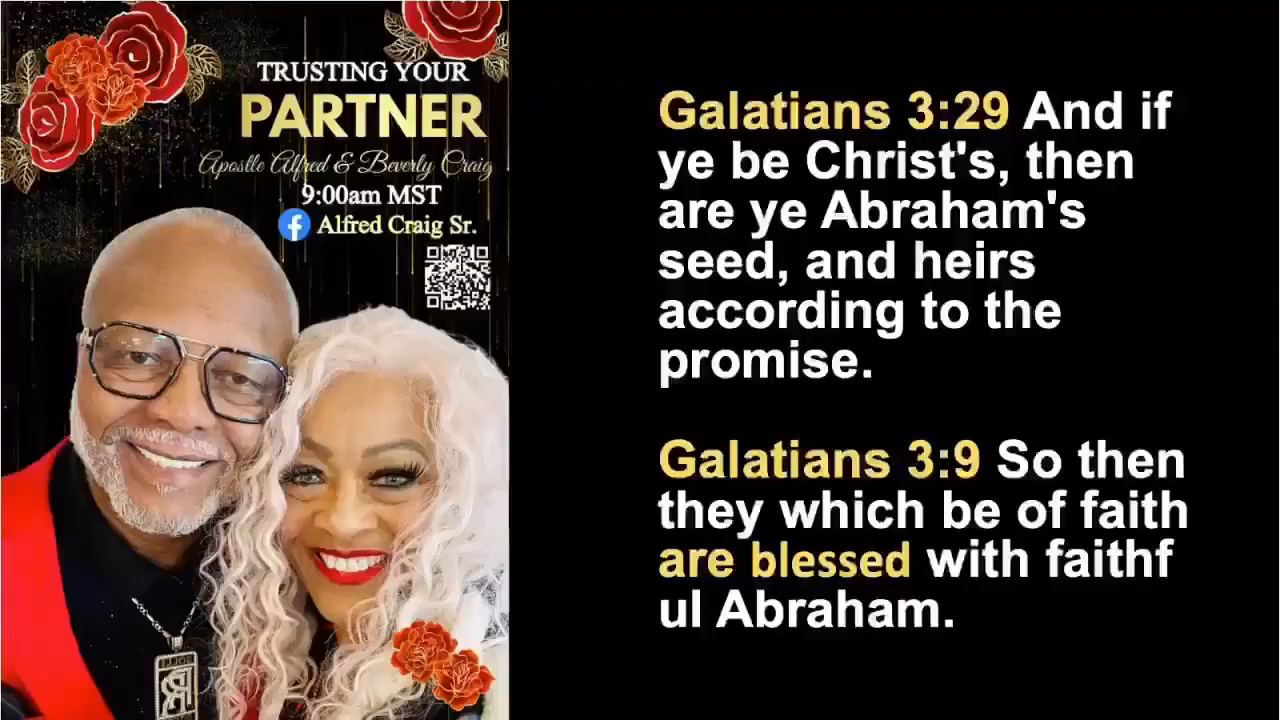 TRUSTING YOUR
PARTNER
Apostle Alfred & Beverly Craig
9:00am MST
Alfred Craig Sr.
Galatians 3:29 And if
ye be Christ's, then
are ye Abraham's
seed, and heirs
according to the
promise.
Galatians 3:9 So then
they which be of faith
are blessed with faithf
ul Abraham.